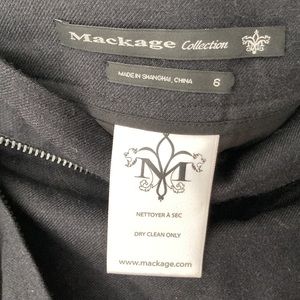 Mackage Collection
MADE IN SHANGHAI, CHINA 6
M
NETTOYER À SEC
DRY CLEAN ONLY
www.mackage.com